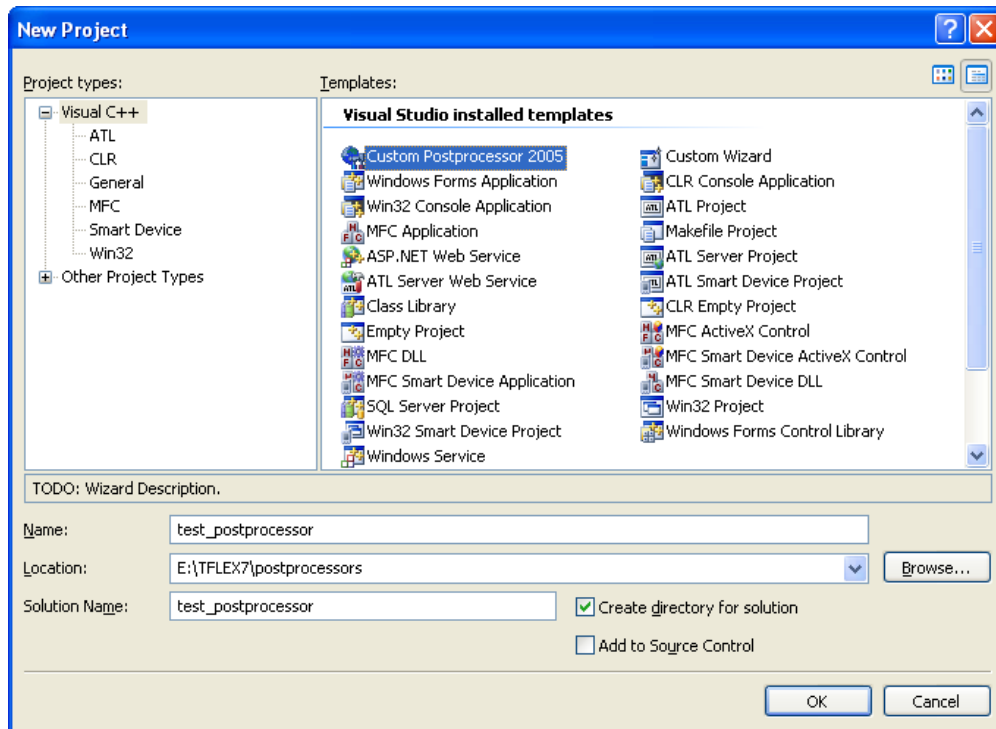 New Project
Project types:
Templates:
Visual C++
ATL
CLR
General
MFC
Smart Device
Win32
Other Project Types
Visual Studio installed templates
Custom Postprocessor 2005
Custom Wizard
Windows Forms Application
CLR Console Application
Win32 Console Application
ATL Project
MFC Application
Makefile Project
ASP.NET Web Service
ATL Server Project
ATL Server Web Service
ATL Smart Device Project
Class Library
CLR Empty Project
Empty Project
MFC ActiveX Control
MFC DLL
MFC Smart Device ActiveX Control
MFC Smart Device Application
MFC Smart Device DLL
SQL Server Project
Win32 Project
Win32 Smart Device Project
Windows Forms Control Library
Windows Service
TODO: Wizard Description.
Name:
test_postprocessor
Location:
E:\TFLEX7\postprocessors
Browse...
Solution Name:
test_postprocessor
Create directory for solution
Add to Source Control
OK
Cancel